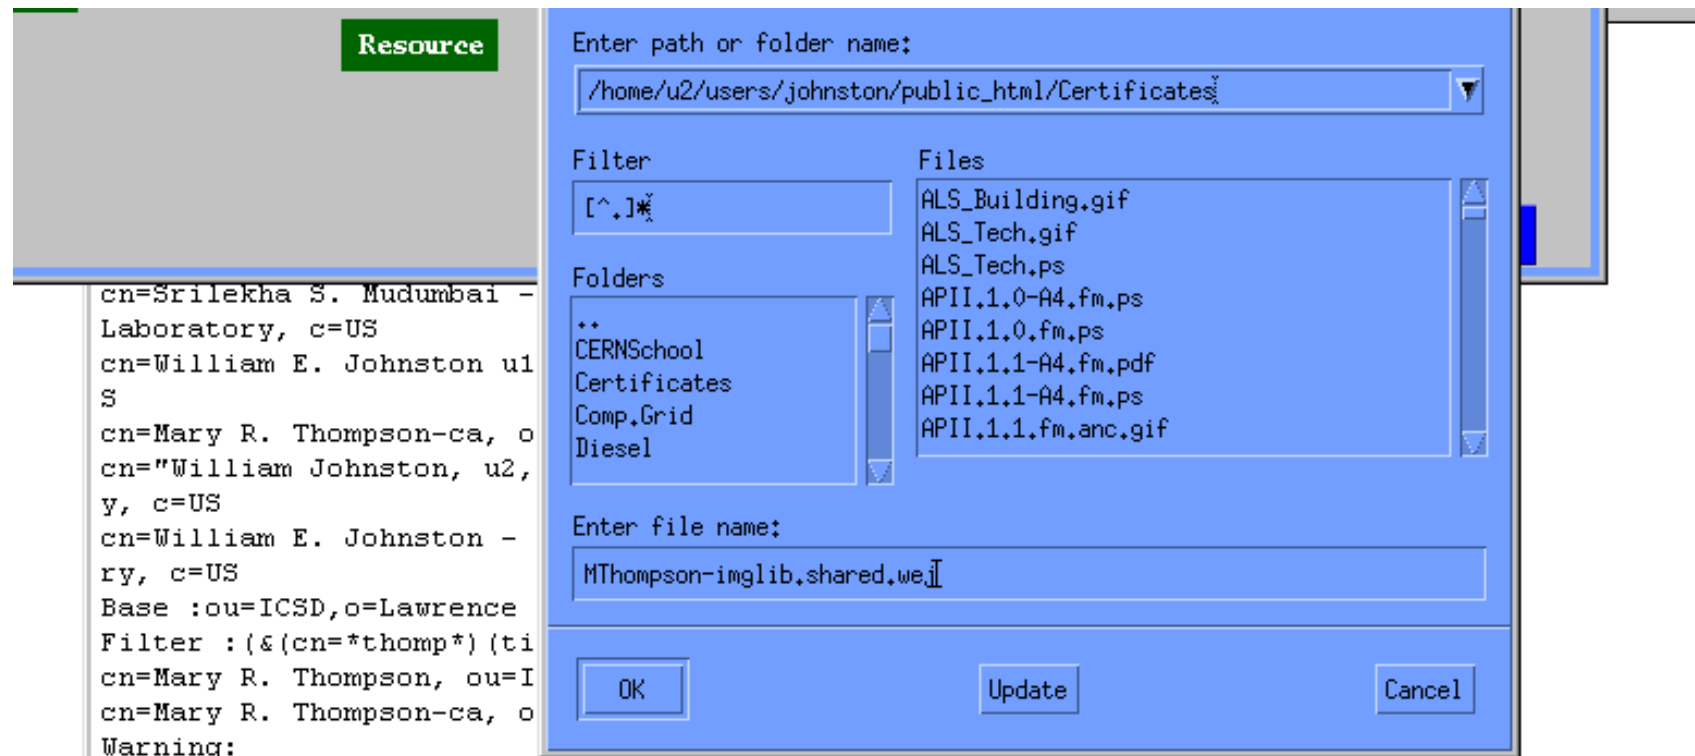 Resource
Enter path or folder name:
/home/u2/users/johnston/public_html/Certificates
Filter
[^.]*
Files
ALS_Building.gif
ALS_Tech.gif
ALS_Tech.ps
APII.1.0-A4.fm.ps
APII.1.0.fm.ps
APII.1.1-A4.fm.pdf
APII.1.1-A4.fm.ps
APII.1.1.fm.anc.gif
Folders
..
CERNSchool
Certificates
Comp.Grid
Diesel
Enter file name:
MThompson-imglib.shared.wej
OK
Update
Cancel
cn=Srilekha S. Mudumbai -
Laboratory, c=US
cn=William E. Johnston u1
S
cn=Mary R. Thompson-ca, o
cn="William Johnston, u2,
y, c=US
cn=William E. Johnston -
ry, c=US
Base :ou=ICSD,o=Lawrence
Filter :(&(cn=*thomp*)(ti
cn=Mary R. Thompson, ou=I
cn=Mary R. Thompson-ca, o
Warning: